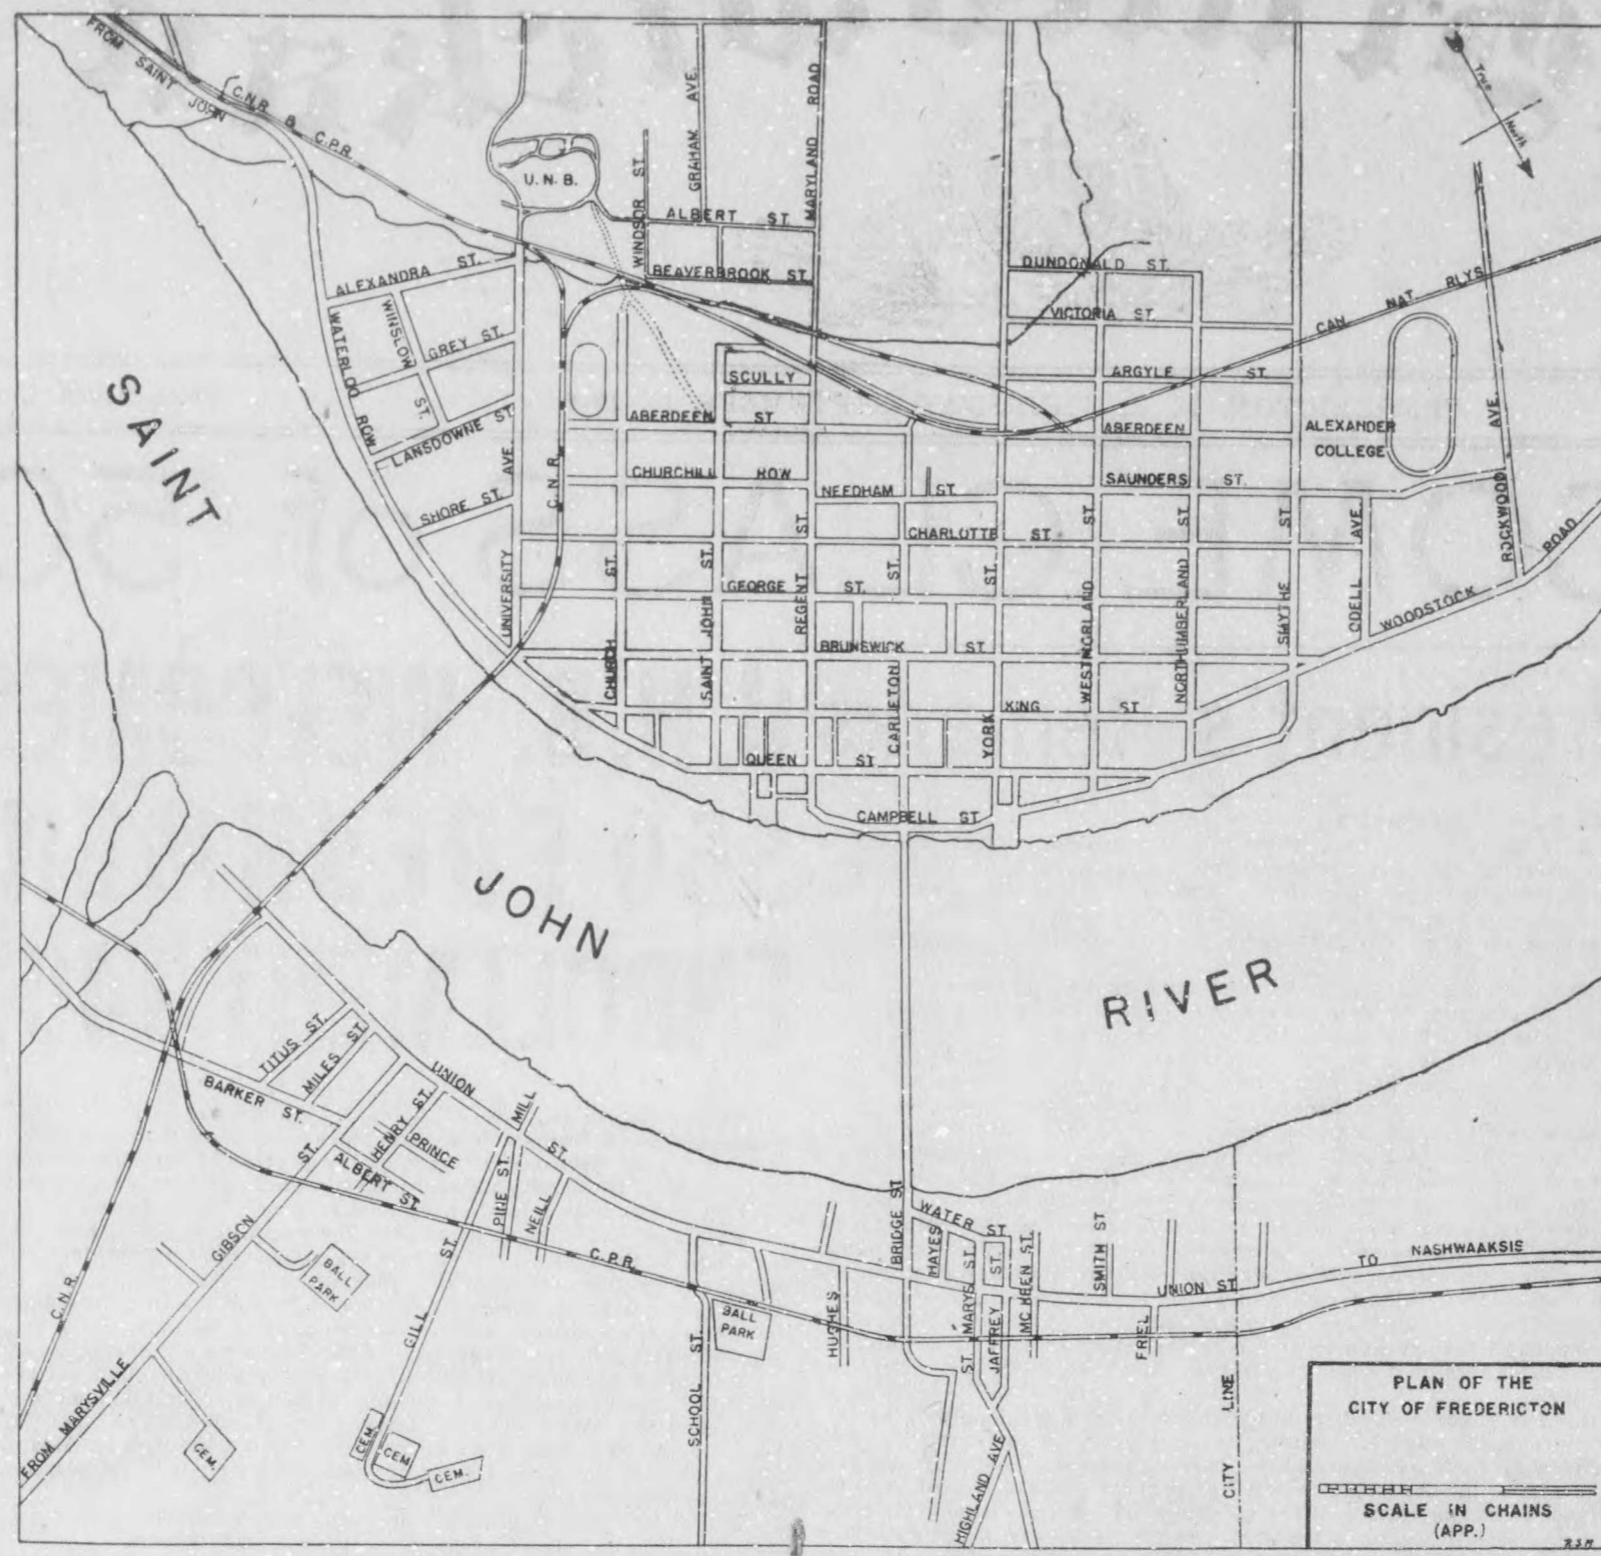 FROM SAINT JOHN
C.N.R. & C.P.R.
U.N.B.
WINDSOR ST.
GRAHAM AVE.
MARYLAND ROAD
True North
ALBERT ST.
BEAVERBROOK ST.
ALEXANDRA ST.
WATERLOO ROW
WINSLOW ST.
GREY ST.
LANSDOWNE ST.
SHORE ST.
UNIVERSITY AVE.
C.N.R.
DUNDONALD ST.
VICTORIA ST.
ARGYLE ST.
CAN. NAT. RLYS.
SCULLY
ABERDEEN ST.
ABERDEEN
ALEXANDER
COLLEGE
ROCKWOOD AVE.
CHURCHILL ROW
NEEDHAM ST.
SAUNDERS ST.
CHARLOTTE ST.
GEORGE ST.
BRUNSWICK ST.
KING ST.
QUEEN ST.
CAMPBELL ST.
CHURCH ST.
SAINT JOHN ST.
REGENT ST.
CARLETON ST.
YORK ST.
WESTMORLAND ST.
NORTHUMBERLAND ST.
SMYTHE ST.
ODELL AVE.
WOODSTOCK ROAD
SAINT
JOHN
RIVER
TITUS ST.
MILES ST.
BARKER ST.
UNION ST.
HENRY ST.
PRINCE
ALBERT ST.
MILL
PINE ST.
NEILL
GIBSON ST.
BALL
PARK
GILL ST.
C.P.R.
C.N.R.
FROM MARYSVILLE
CEM.
CEM.
CEM.
CEM.
SCHOOL ST.
BALL
PARK
HUGHES
BRIDGE ST.
WATER ST.
HAYES
ST. MARYS ST.
JAFFREY ST.
MC KEEN ST.
SMITH ST
FRIEL
UNION ST.
TO NASHWAAKSIS
HIGHLAND AVE
CITY LINE
PLAN OF THE
CITY OF FREDERICTON
SCALE IN CHAINS
(APP.)
R.S.M.